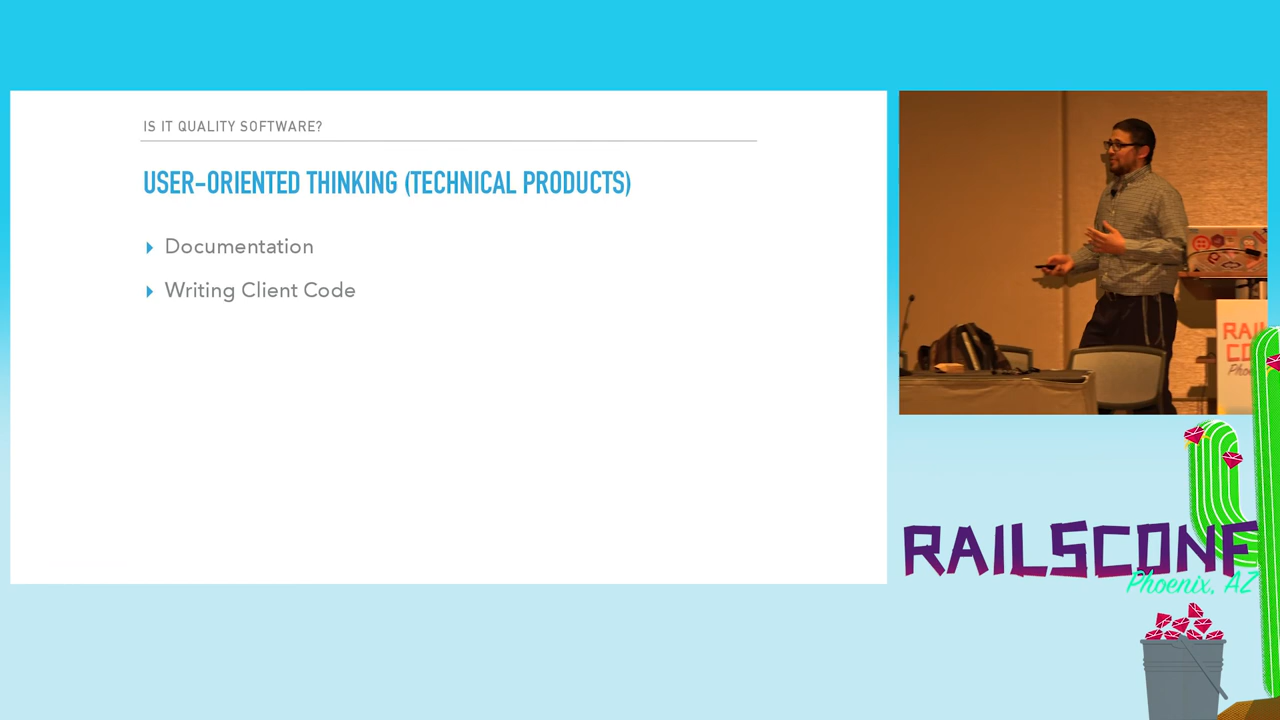 IS IT QUALITY SOFTWARE?
USER-ORIENTED THINKING (TECHNICAL PRODUCTS)
Documentation
Writing Client Code
RAILSCONF
Phoenix, AZ